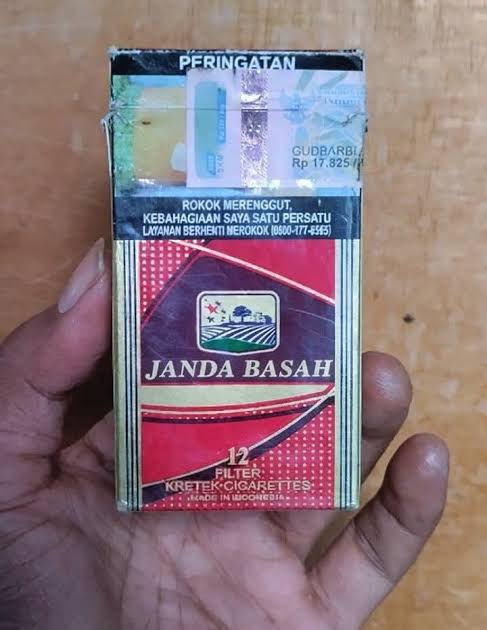 PERINGATAN
GUDBARBI
Rp 17.825
ROKOK MERENGGUT,
KEBAHAGIAAN SAYA SATU PERSATU
LAYANAN BERHENTI MEROKOK (0800-177-6565)
JANDA BASAH
12
FILTER
KRETEK·CIGARETTES
MADE IN INDONESIA